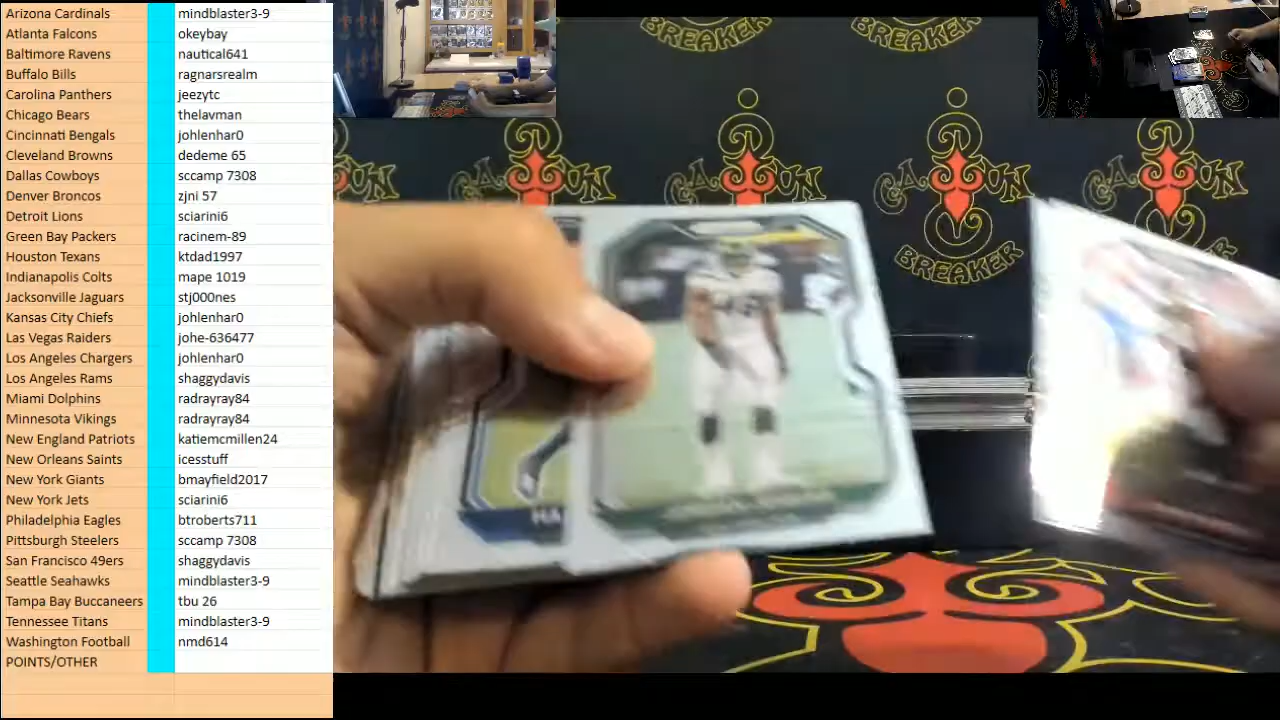 Arizona Cardinals mindblaster3-9
Atlanta Falcons okeybay
Baltimore Ravens nautical641
Buffalo Bills ragnarsrealm
Carolina Panthers jeezytc
Chicago Bears thelavman
Cincinnati Bengals johlenhar0
Cleveland Browns dedeme 65
Dallas Cowboys sccamp 7308
Denver Broncos zjni 57
Detroit Lions sciarini6
Green Bay Packers racinem-89
Houston Texans ktdad1997
Indianapolis Colts mape 1019
Jacksonville Jaguars stj000nes
Kansas City Chiefs johlenhar0
Las Vegas Raiders johe-636477
Los Angeles Chargers johlenhar0
Los Angeles Rams shaggydavis
Miami Dolphins radrayray84
Minnesota Vikings radrayray84
New England Patriots katiemcmillen24
New Orleans Saints icesstuff
New York Giants bmayfield2017
New York Jets sciarini6
Philadelphia Eagles btroberts711
Pittsburgh Steelers sccamp 7308
San Francisco 49ers shaggydavis
Seattle Seahawks mindblaster3-9
Tampa Bay Buccaneers tbu 26
Tennessee Titans mindblaster3-9
Washington Football nmd614
POINTS/OTHER
BREAKER
BREAKER
CAJUN
BREAKER
HA